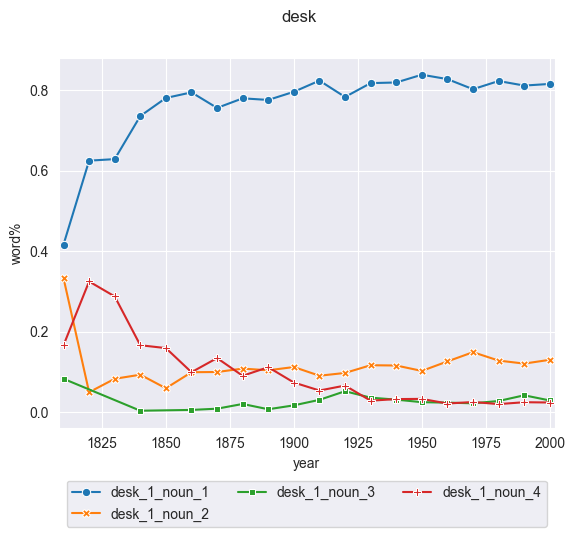 desk
0.8
0.6
0.4
0.2
0.0
word%
1825 1850 1875 1900 1925 1950 1975 2000
year
desk_1_noun_1 desk_1_noun_3 desk_1_noun_4
desk_1_noun_2